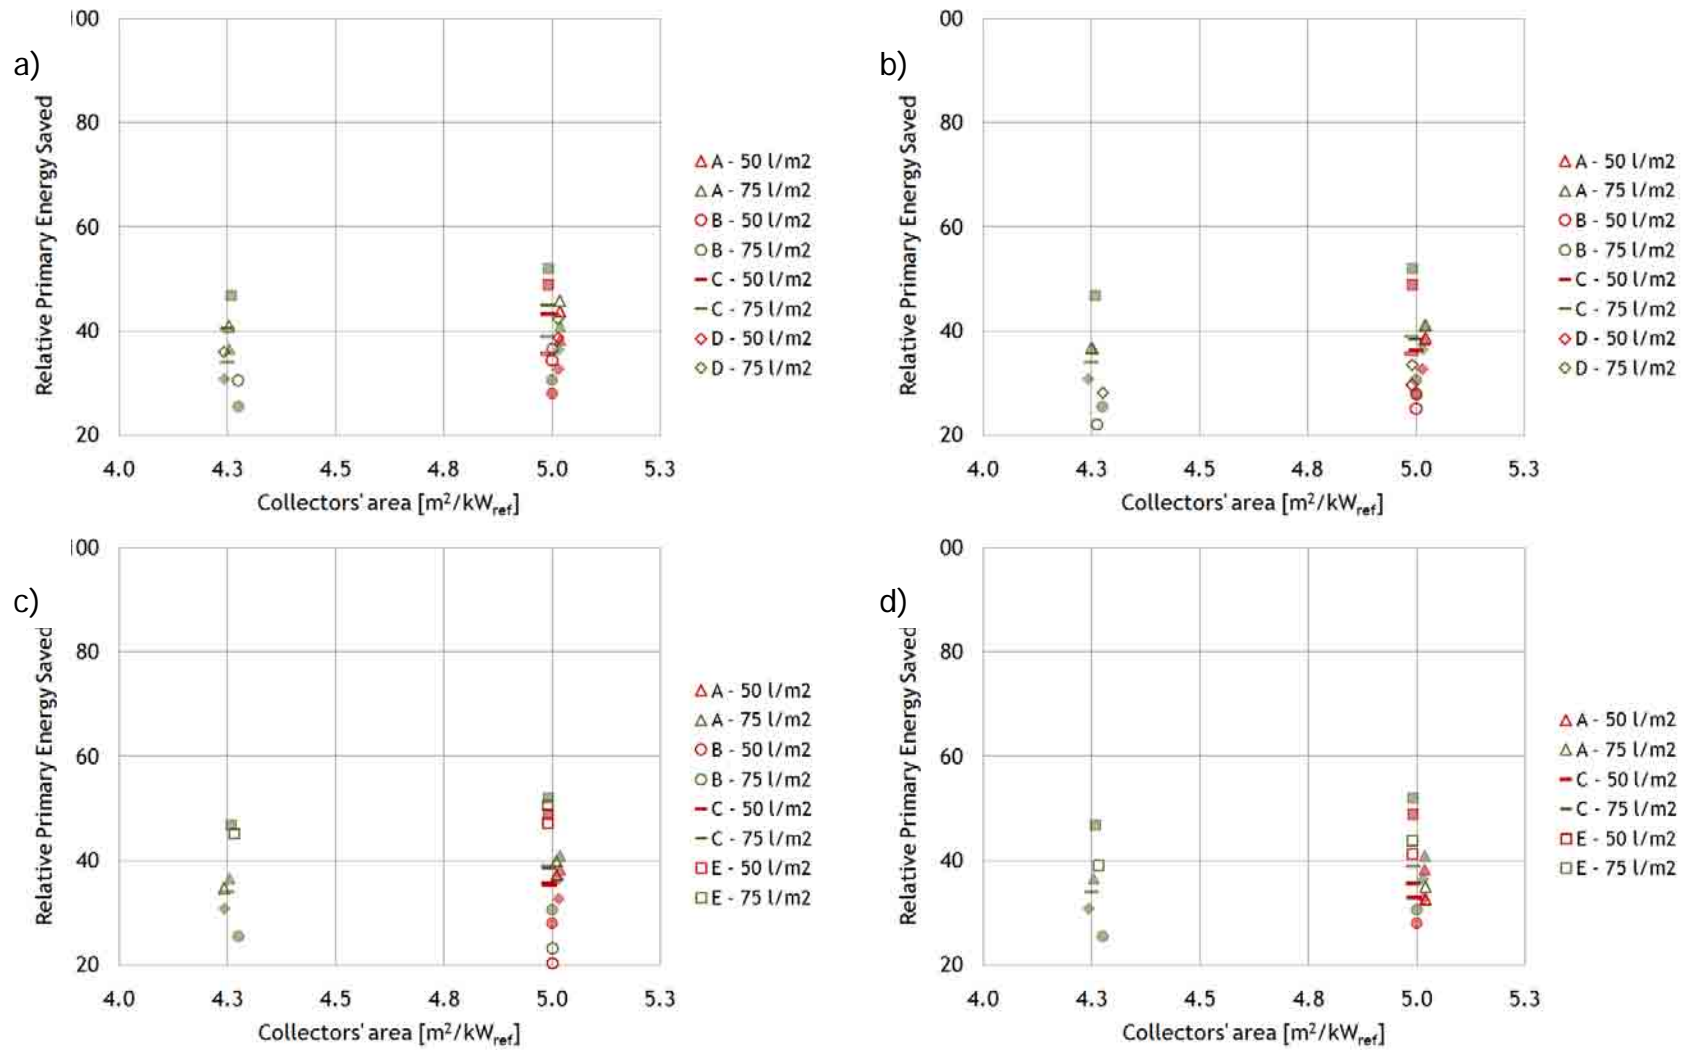 a)
100
80
60
40
20
Relative Primary Energy Saved
4.0 4.3 4.5 4.8 5.0 5.3
Collectors' area [m²/kWref]
A - 50 l/m2
A - 75 l/m2
B - 50 l/m2
B - 75 l/m2
C - 50 l/m2
C - 75 l/m2
D - 50 l/m2
D - 75 l/m2
b)
00
80
60
40
20
Relative Primary Energy Saved
4.0 4.3 4.5 4.8 5.0 5.3
Collectors' area [m²/kWref]
A - 50 l/m2
A - 75 l/m2
B - 50 l/m2
B - 75 l/m2
C - 50 l/m2
C - 75 l/m2
D - 50 l/m2
D - 75 l/m2
c)
100
80
60
40
20
Relative Primary Energy Saved
4.0 4.3 4.5 4.8 5.0 5.3
Collectors' area [m²/kWref]
A - 50 l/m2
A - 75 l/m2
B - 50 l/m2
B - 75 l/m2
C - 50 l/m2
C - 75 l/m2
E - 50 l/m2
E - 75 l/m2
d)
00
80
60
40
20
Relative Primary Energy Saved
4.0 4.3 4.5 4.8 5.0 5.3
Collectors' area [m²/kWref]
A - 50 l/m2
A - 75 l/m2
C - 50 l/m2
C - 75 l/m2
E - 50 l/m2
E - 75 l/m2